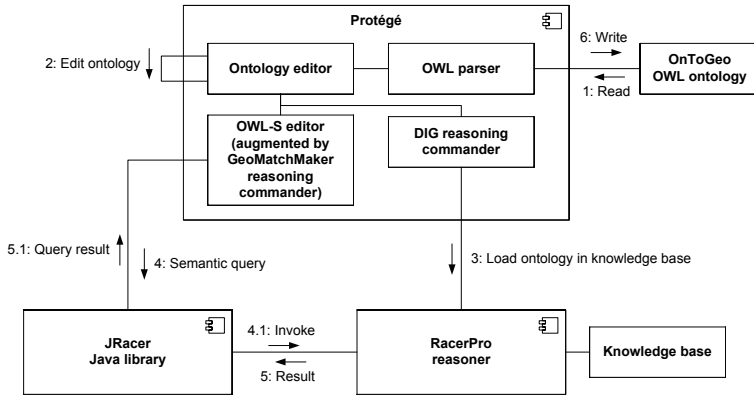 Protégé
6: Write
2: Edit ontology
Ontology editor
OWL parser
OnToGeo
OWL ontology
1: Read
OWL-S editor
(augmented by
GeoMatchMaker
reasoning
commander)
DIG reasoning
commander
5.1: Query result
4: Semantic query
3: Load ontology in knowledge base
JRacer
Java library
4.1: Invoke
5: Result
RacerPro
reasoner
Knowledge base